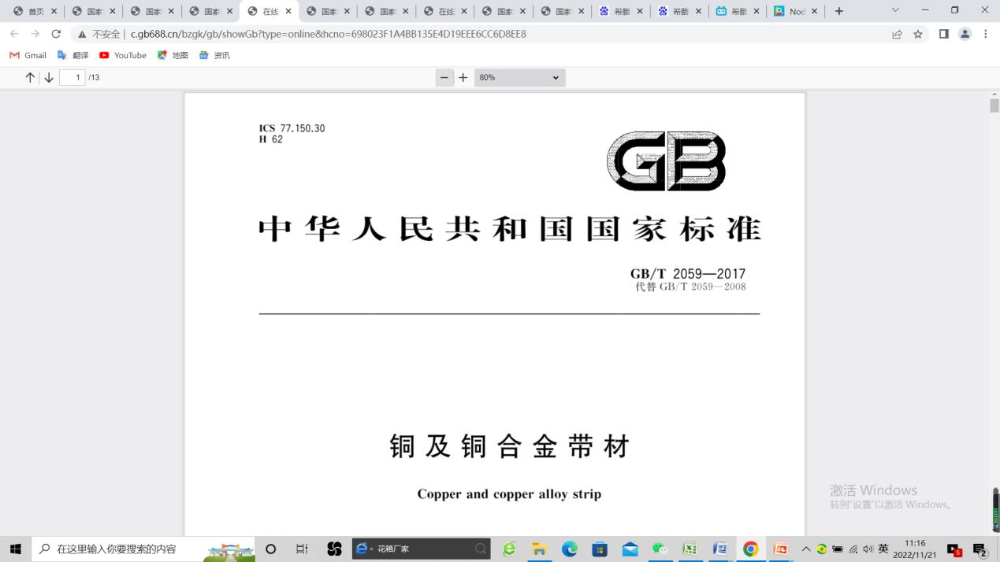 首页
国家
国家
国家
在线
国家
国家
在线
国家
国家
希腊
希腊
希腊
Nod
不安全 | c.gb688.cn/bzgk/gb/showGb?type=online&hcno=698023F1A4BB135E4D19EEE6CC6D8EE8
Gmail 翻译 YouTube 地图 资讯
1 /13
80%
ICS 77.150.30
H 62
GB
中华人民共和国国家标准
GB/T 2059—2017
代替 GB/T 2059—2008
铜及铜合金带材
Copper and copper alloy strip
激活 Windows
转到"设置"以激活 Windows。
在这里输入你要搜索的内容
花箱厂家
英
11:16
2022/11/21
5
2